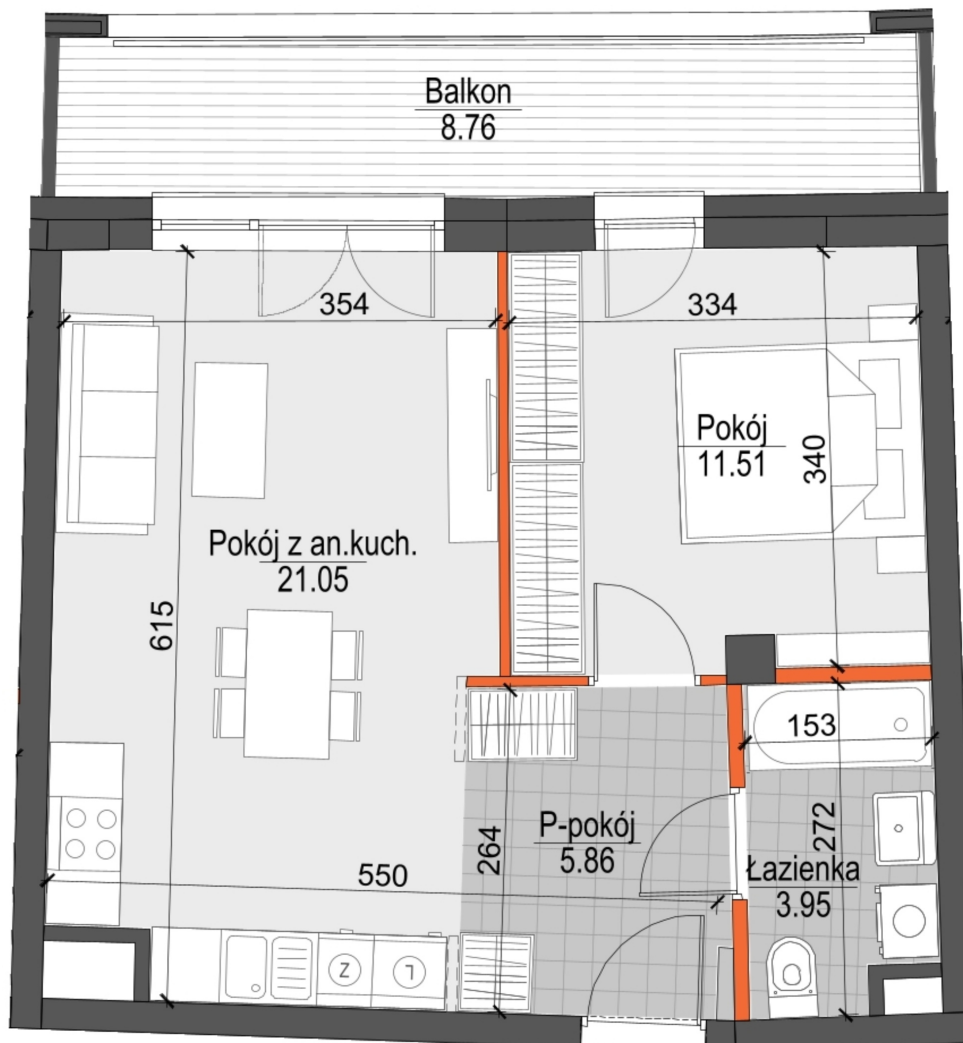 Balkon
8.76
354
334
Pokój
11.51
340
Pokój z an.kuch.
21.05
615
153
P-pokój
5.86
264
272
Łazienka
3.95
550
Z
L